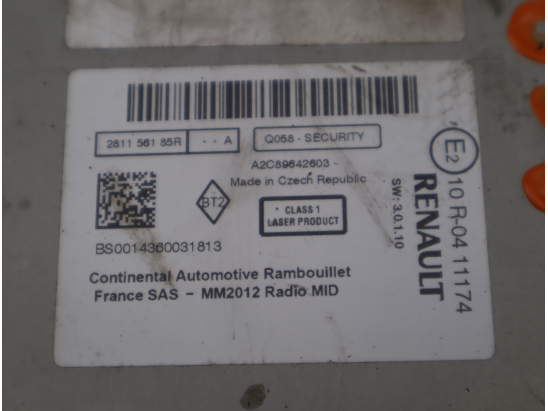 2811 561 85R - - A Q058 - SECURITY
A2C89642603 -
Made in Czech Republic
BT2
CLASS 1
LASER PRODUCT
BS0014360031813
Continental Automotive Rambouillet
France SAS - MM2012 Radio MID
SW: 3.0.1.10
RENAULT
E2 10 R-04 11174